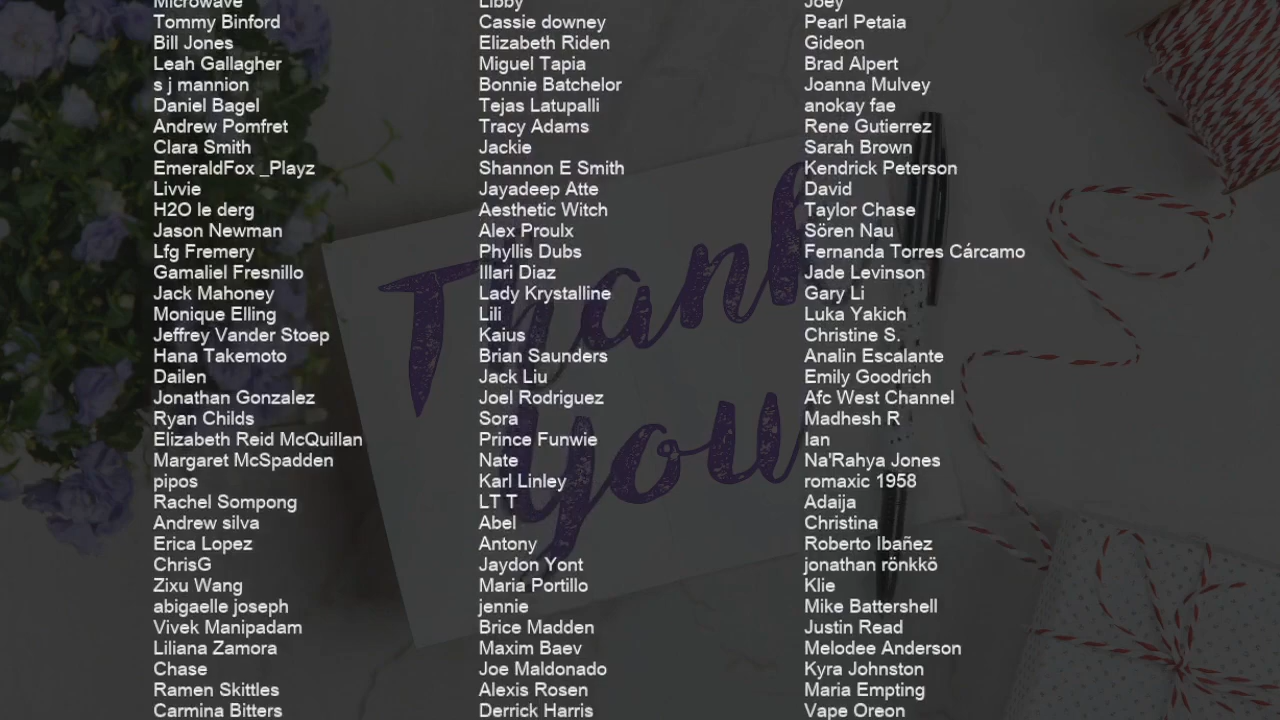 Microwave
Tommy Binford
Bill Jones
Leah Gallagher
s j mannion
Daniel Bagel
Andrew Pomfret
Clara Smith
EmeraldFox _Playz
Livvie
H2O le derg
Jason Newman
Lfg Fremery
Gamaliel Fresnillo
Jack Mahoney
Monique Elling
Jeffrey Vander Stoep
Hana Takemoto
Dailen
Jonathan Gonzalez
Ryan Childs
Elizabeth Reid McQuillan
Margaret McSpadden
pipos
Rachel Sompong
Andrew silva
Erica Lopez
ChrisG
Zixu Wang
abigaelle joseph
Vivek Manipadam
Liliana Zamora
Chase
Ramen Skittles
Carmina Bitters
Libby
Cassie downey
Elizabeth Riden
Miguel Tapia
Bonnie Batchelor
Tejas Latupalli
Tracy Adams
Jackie
Shannon E Smith
Jayadeep Atte
Aesthetic Witch
Alex Proulx
Phyllis Dubs
Illari Diaz
Lady Krystalline
Lili
Kaius
Brian Saunders
Jack Liu
Joel Rodriguez
Sora
Prince Funwie
Nate
Karl Linley
LT T
Abel
Antony
Jaydon Yont
Maria Portillo
jennie
Brice Madden
Maxim Baev
Joe Maldonado
Alexis Rosen
Derrick Harris
Joey
Pearl Petaia
Gideon
Brad Alpert
Joanna Mulvey
anokay fae
Rene Gutierrez
Sarah Brown
Kendrick Peterson
David
Taylor Chase
Sören Nau
Fernanda Torres Cárcamo
Jade Levinson
Gary Li
Luka Yakich
Christine S.
Analin Escalante
Emily Goodrich
Afc West Channel
Madhesh R
Ian
Na'Rahya Jones
romaxic 1958
Adaija
Christina
Roberto Ibañez
jonathan rönkkö
Klie
Mike Battershell
Justin Read
Melodee Anderson
Kyra Johnston
Maria Empting
Vape Oreon
Thank
you